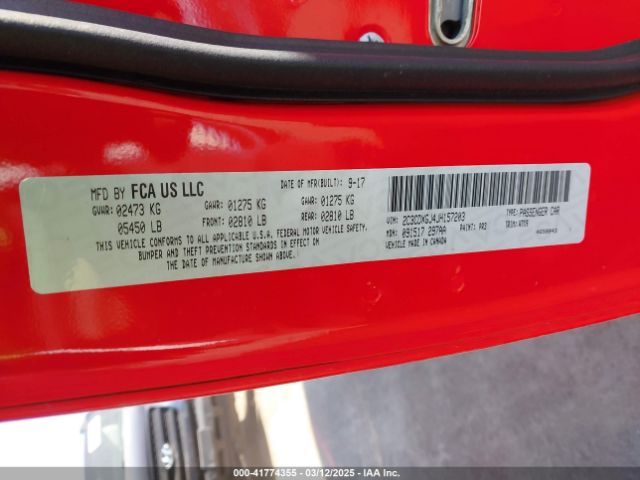 MFD BY FCA US LLC
DATE OF MFR(BUILT): 9-17
GVWR: 02473 KG
05450 LB
GAWR: 01275 KG
FRONT: 02810 LB
GAWR: 01275 KG
REAR: 02810 LB
THIS VEHICLE CONFORMS TO ALL APPLICABLE U.S.A. FEDERAL MOTOR VEHICLE SAFETY,
BUMPER AND THEFT PREVENTION STANDARDS IN EFFECT ON
THE DATE OF MANUFACTURE SHOWN ABOVE.
VIN: 2C3CDXGJ4JH157203
TYPE: PASSENGER CAR
MDH: 091517 297AA
PAINT: PR3
VEHICLE MADE IN CANADA
000-41774355 | 03/12/2025 | IAA Inc.